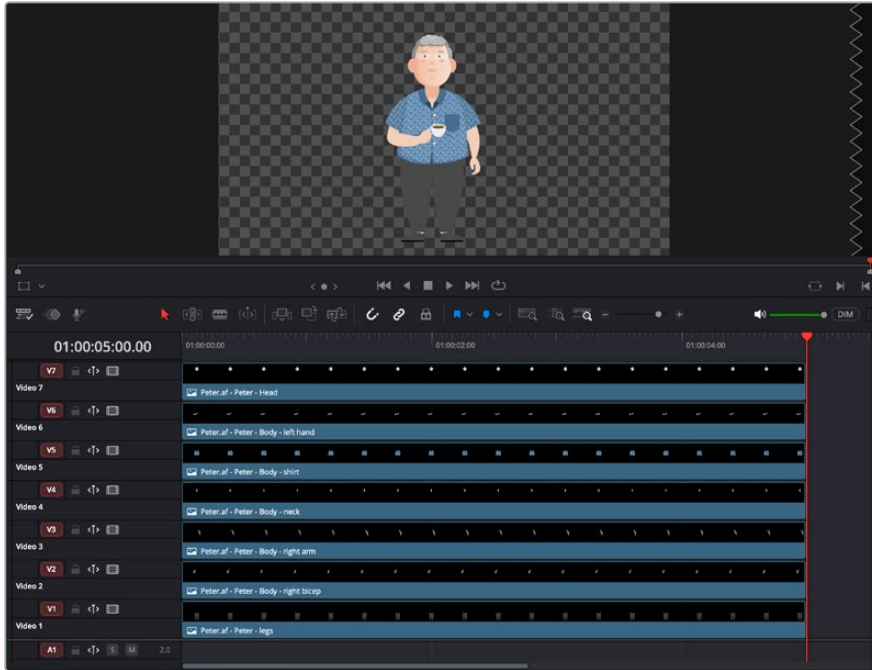 DIM
01:00:05:00.00
01:00:00:00
01:00:02:00
01:00:04:00
V7
Video 7
Peter.af - Peter - Head
V6
Video 6
Peter.af - Peter - Body - left hand
V5
Video 5
Peter.af - Peter - Body - shirt
V4
Video 4
Peter.af - Peter - Body - neck
V3
Video 3
Peter.af - Peter - Body - right arm
V2
Video 2
Peter.af - Peter - Body - right bicep
V1
Video 1
Peter.af - Peter - legs
A1 S M 2.0